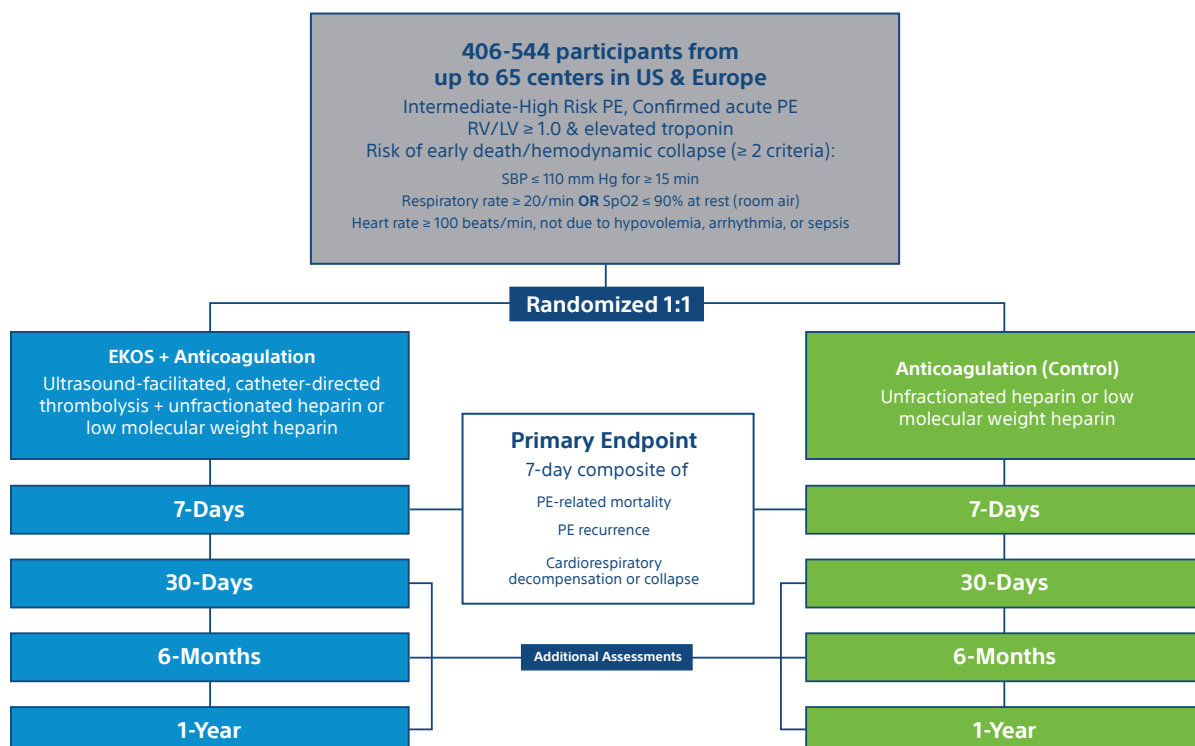 406-544 participants from
up to 65 centers in US & Europe
Intermediate-High Risk PE, Confirmed acute PE
RV/LV ≥ 1.0 & elevated troponin
Risk of early death/hemodynamic collapse (≥ 2 criteria):
SBP ≤ 110 mm Hg for ≥ 15 min
Respiratory rate ≥ 20/min OR SpO2 ≤ 90% at rest (room air)
Heart rate ≥ 100 beats/min, not due to hypovolemia, arrhythmia, or sepsis
Randomized 1:1
EKOS + Anticoagulation
Ultrasound-facilitated, catheter-directed
thrombolysis + unfractionated heparin or
low molecular weight heparin
Anticoagulation (Control)
Unfractionated heparin or low
molecular weight heparin
Primary Endpoint
7-day composite of
PE-related mortality
PE recurrence
Cardiorespiratory
decompensation or collapse
7-Days
7-Days
30-Days
30-Days
6-Months
Additional Assessments
6-Months
1-Year
1-Year